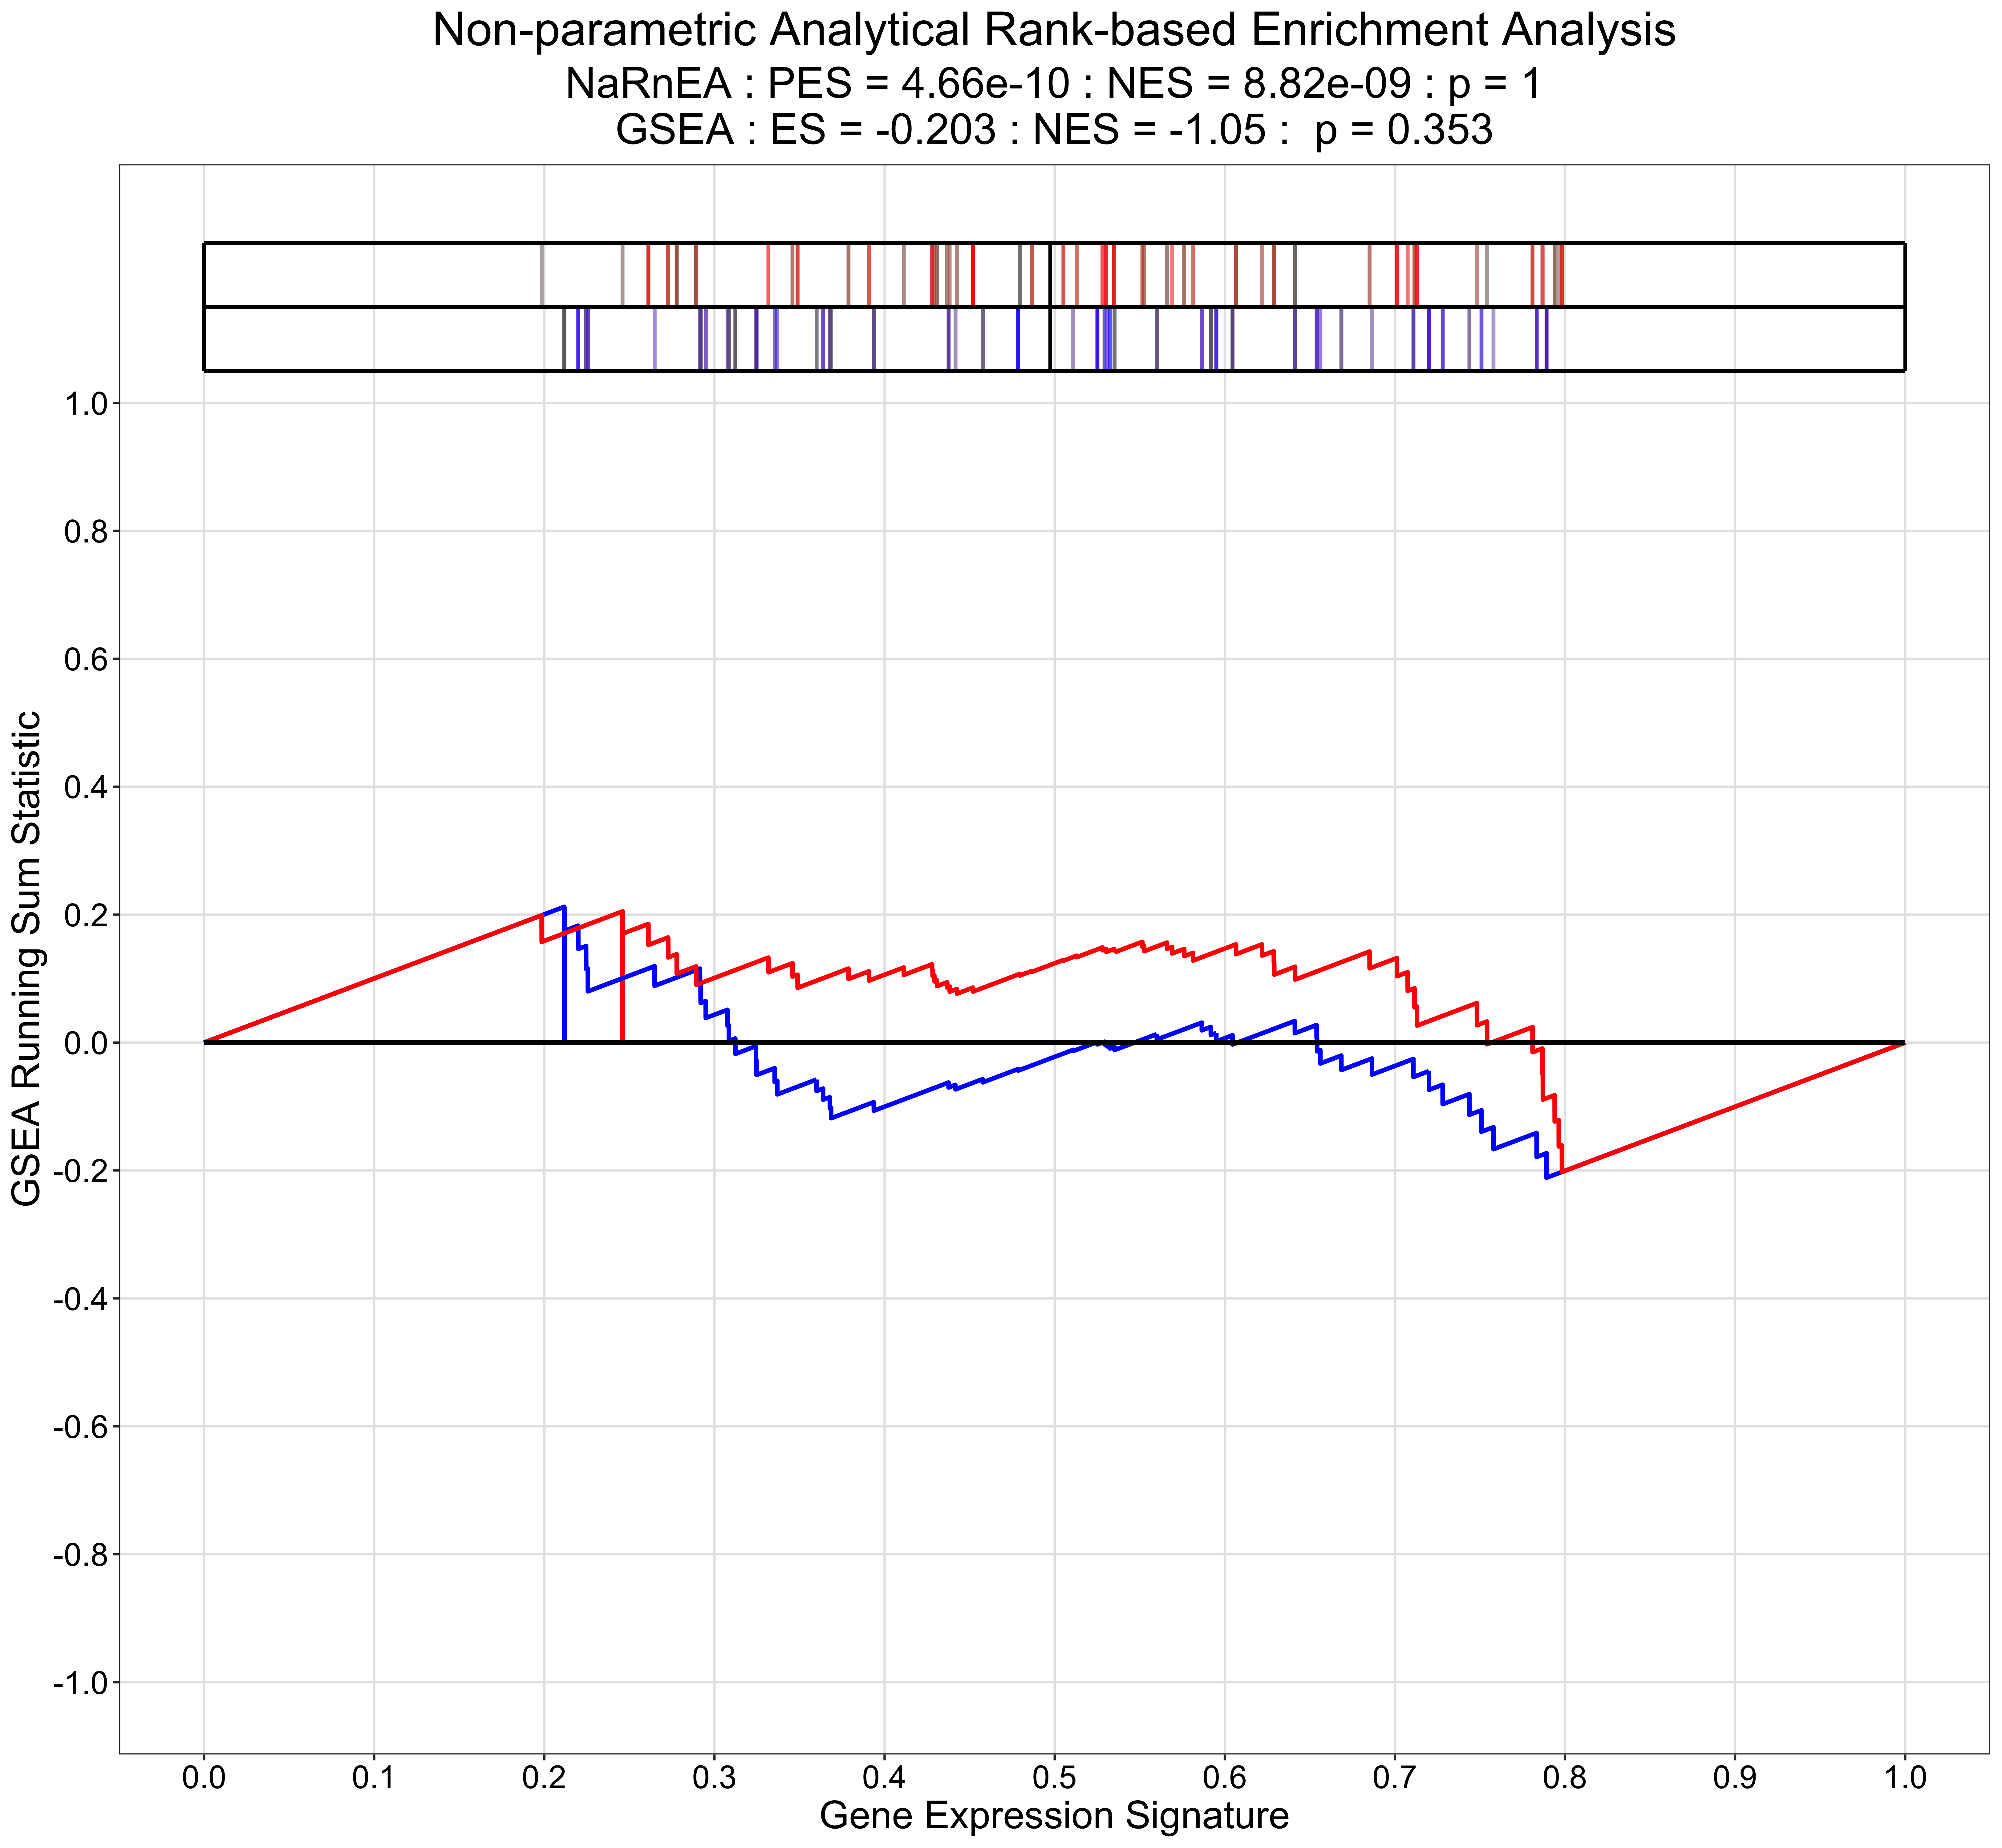 Non-parametric Analytical Rank-based Enrichment Analysis
NaRnEA : PES = 4.66e-10 : NES = 8.82e-09 : p = 1
GSEA : ES = -0.203 : NES = -1.05 :  p = 0.353
1.0
0.8
0.6
0.4
0.2
0.0
-0.2
-0.4
-0.6
-0.8
-1.0
GSEA Running Sum Statistic
0.0 0.1 0.2 0.3 0.4 0.5 0.6 0.7 0.8 0.9 1.0
Gene Expression Signature